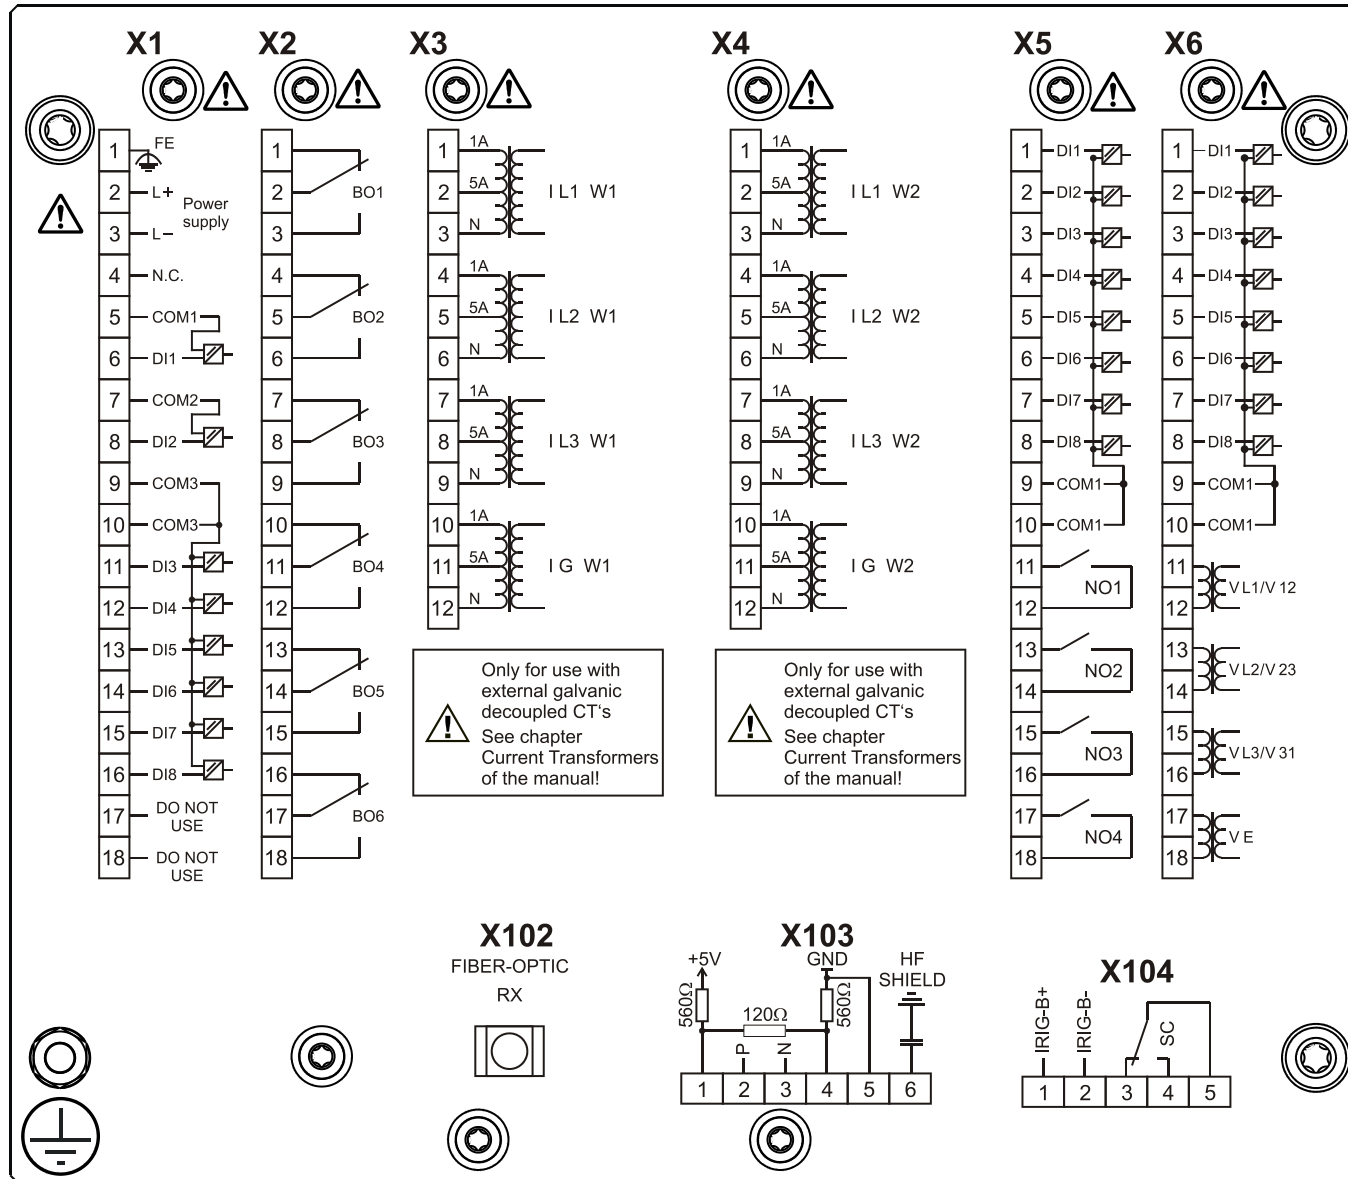 X1
X2
X3
X4
X5
X6
1 FE
2 L+ Power
supply
3 L–
4 N.C.
5 COM1
6 DI1
7 COM2
8 DI2
9 COM3
10 COM3
11 DI3
12 DI4
13 DI5
14 DI6
15 DI7
16 DI8
17 DO NOT
USE
18 DO NOT
USE
1
2 BO1
3
4
5 BO2
6
7
8 BO3
9
10
11 BO4
12
13
14 BO5
15
16
17 BO6
18
1 1A
2 5A I L1 W1
3 N
4 1A
5 5A I L2 W1
6 N
7 1A
8 5A I L3 W1
9 N
10 1A
11 5A I G W1
12 N
Only for use with
external galvanic
decoupled CT's
See chapter
Current Transformers
of the manual!
1 1A
2 5A I L1 W2
3 N
4 1A
5 5A I L2 W2
6 N
7 1A
8 5A I L3 W2
9 N
10 1A
11 5A I G W2
12 N
Only for use with
external galvanic
decoupled CT's
See chapter
Current Transformers
of the manual!
1 DI1
2 DI2
3 DI3
4 DI4
5 DI5
6 DI6
7 DI7
8 DI8
9 COM1
10 COM1
11
NO1
12
13
NO2
14
15
NO3
16
17
NO4
18
1 DI1
2 DI2
3 DI3
4 DI4
5 DI5
6 DI6
7 DI7
8 DI8
9 COM1
10 COM1
11
V L1/V 12
12
13
V L2/V 23
14
15
V L3/V 31
16
17
V E
18
X102
FIBER-OPTIC
RX
X103
+5V GND HF
SHIELD
560Ω 120Ω 560Ω
P N
1 2 3 4 5 6
X104
IRIG-B+ IRIG-B- SC
1 2 3 4 5